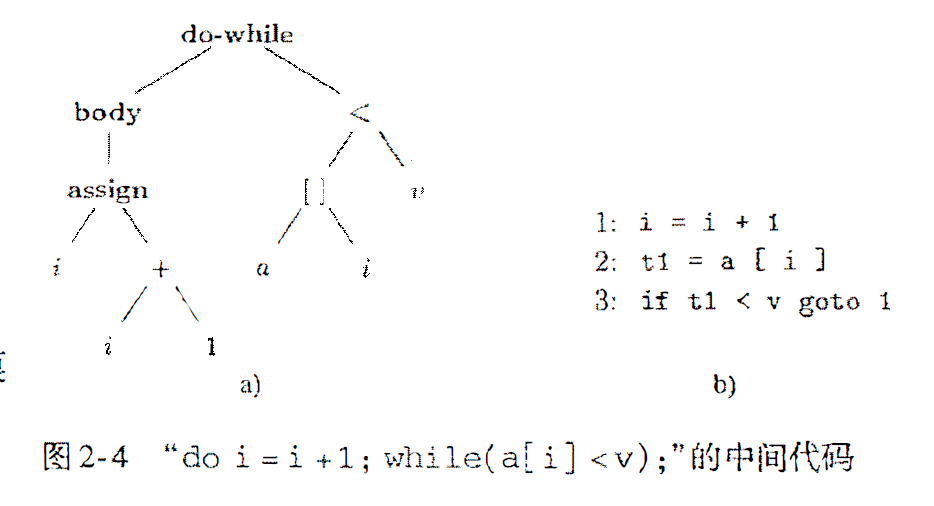 do-while
body <
assign [ ] v
i + a i
i 1
1: i = i + 1
2: t1 = a [ i ]
3: if t1 < v goto 1
a) b)
图2-4 “do i=i+1; while(a[i]<v);”的中间代码